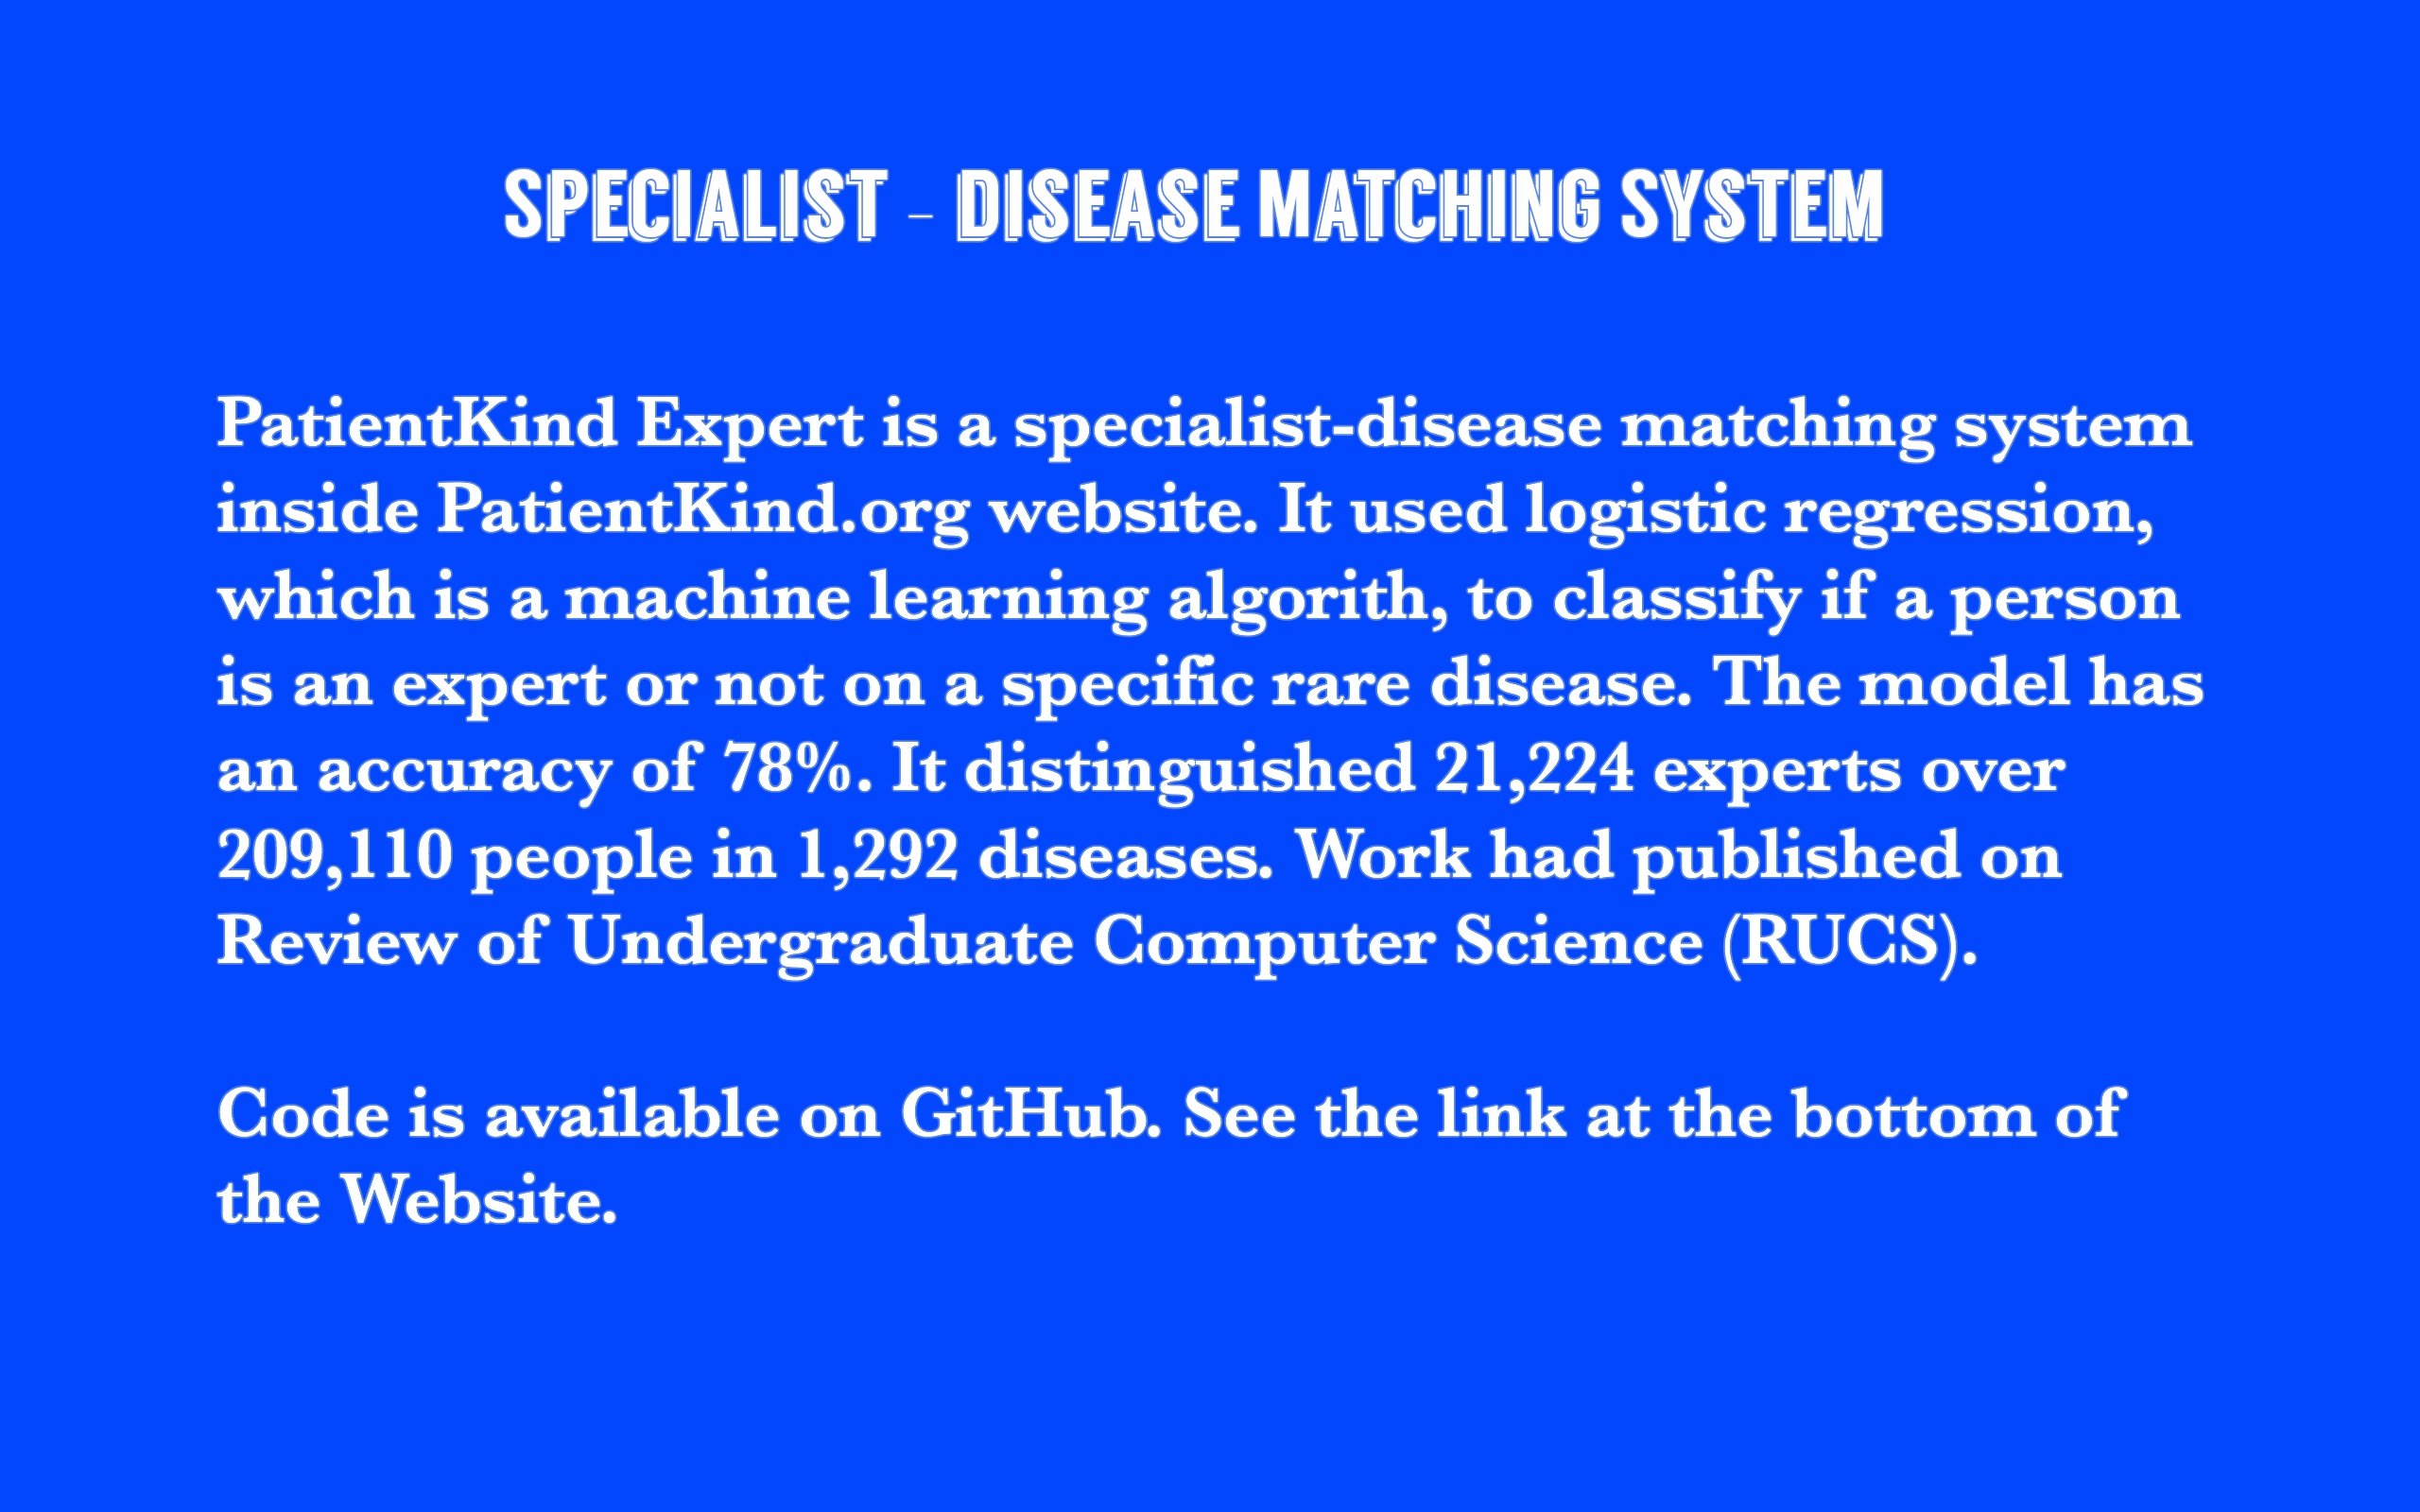 SPECIALIST – DISEASE MATCHING SYSTEM
PatientKind Expert is a specialist-disease matching system
inside PatientKind.org website. It used logistic regression,
which is a machine learning algorith, to classify if a person
is an expert or not on a specific rare disease. The model has
an accuracy of 78%. It distinguished 21,224 experts over
209,110 people in 1,292 diseases. Work had published on
Review of Undergraduate Computer Science (RUCS).
Code is available on GitHub. See the link at the bottom of
the Website.